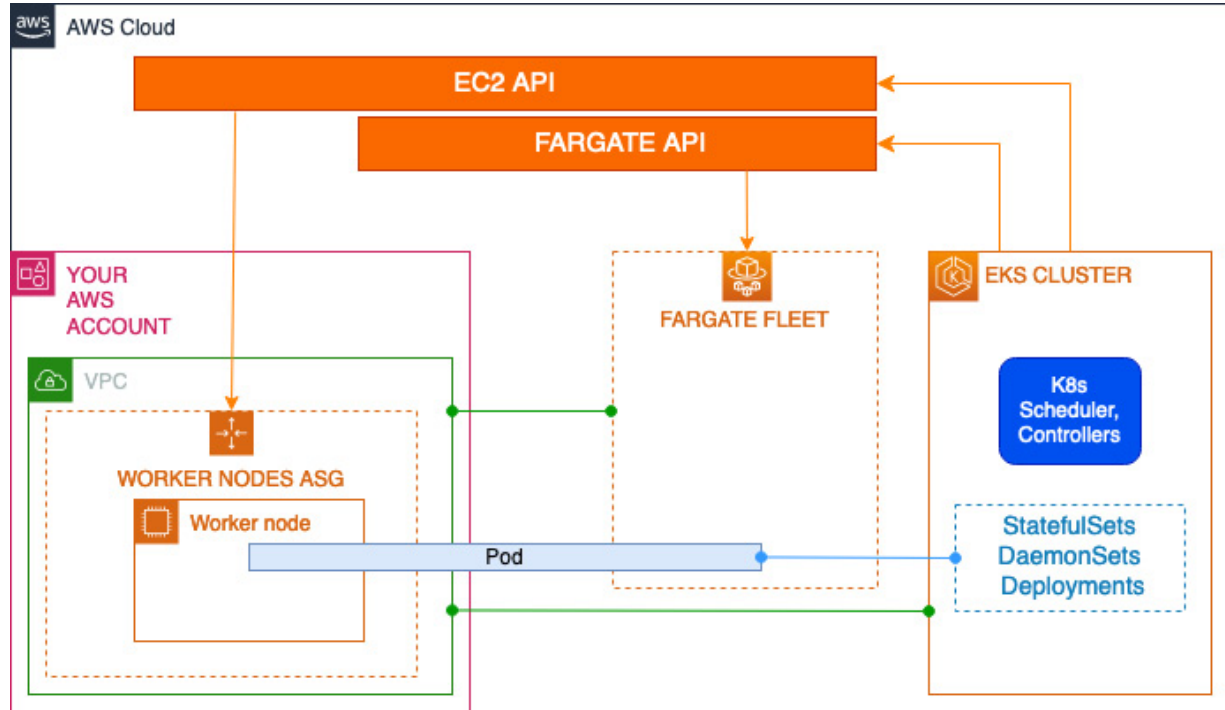 aws
AWS Cloud
EC2 API
FARGATE API
YOUR
AWS
ACCOUNT
FARGATE FLEET
EKS CLUSTER
VPC
K8s
Scheduler,
Controllers
WORKER NODES ASG
Worker node
Pod
StatefulSets
DaemonSets
Deployments